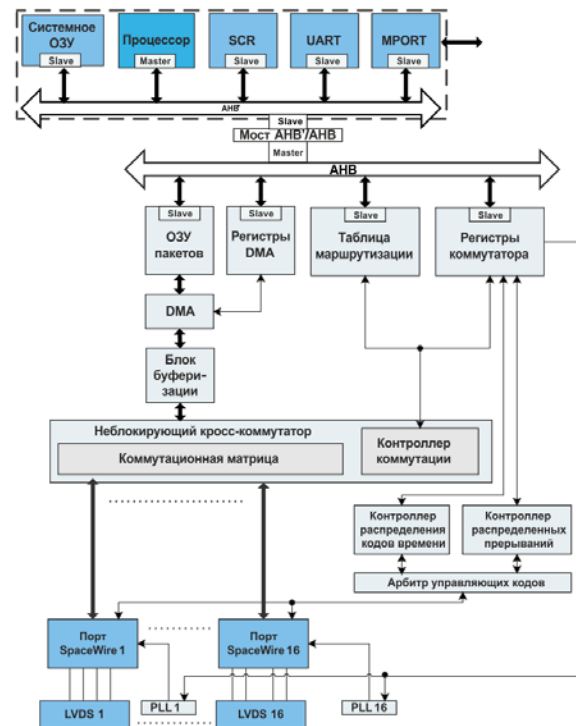 Системное
ОЗУ
Slave
Процессор
Master
SCR
Slave
UART
Slave
MPORT
Slave
AHB'
Slave
Мост AHB'/AHB
Master
AHB
Slave
ОЗУ
пакетов
Slave
Регистры
DMA
Slave
Таблица
маршрутизации
Slave
Регистры
коммутатора
DMA
Блок
буфери-
зации
Неблокирующий кросс-коммутатор
Коммутационная матрица
Контроллер
коммутации
Контроллер
распределения
кодов времени
Контроллер
распределенных
прерываний
Арбитр управляющих кодов
Порт
SpaceWire 1
Порт
SpaceWire 16
PLL 1
PLL 16
LVDS 1
LVDS 16